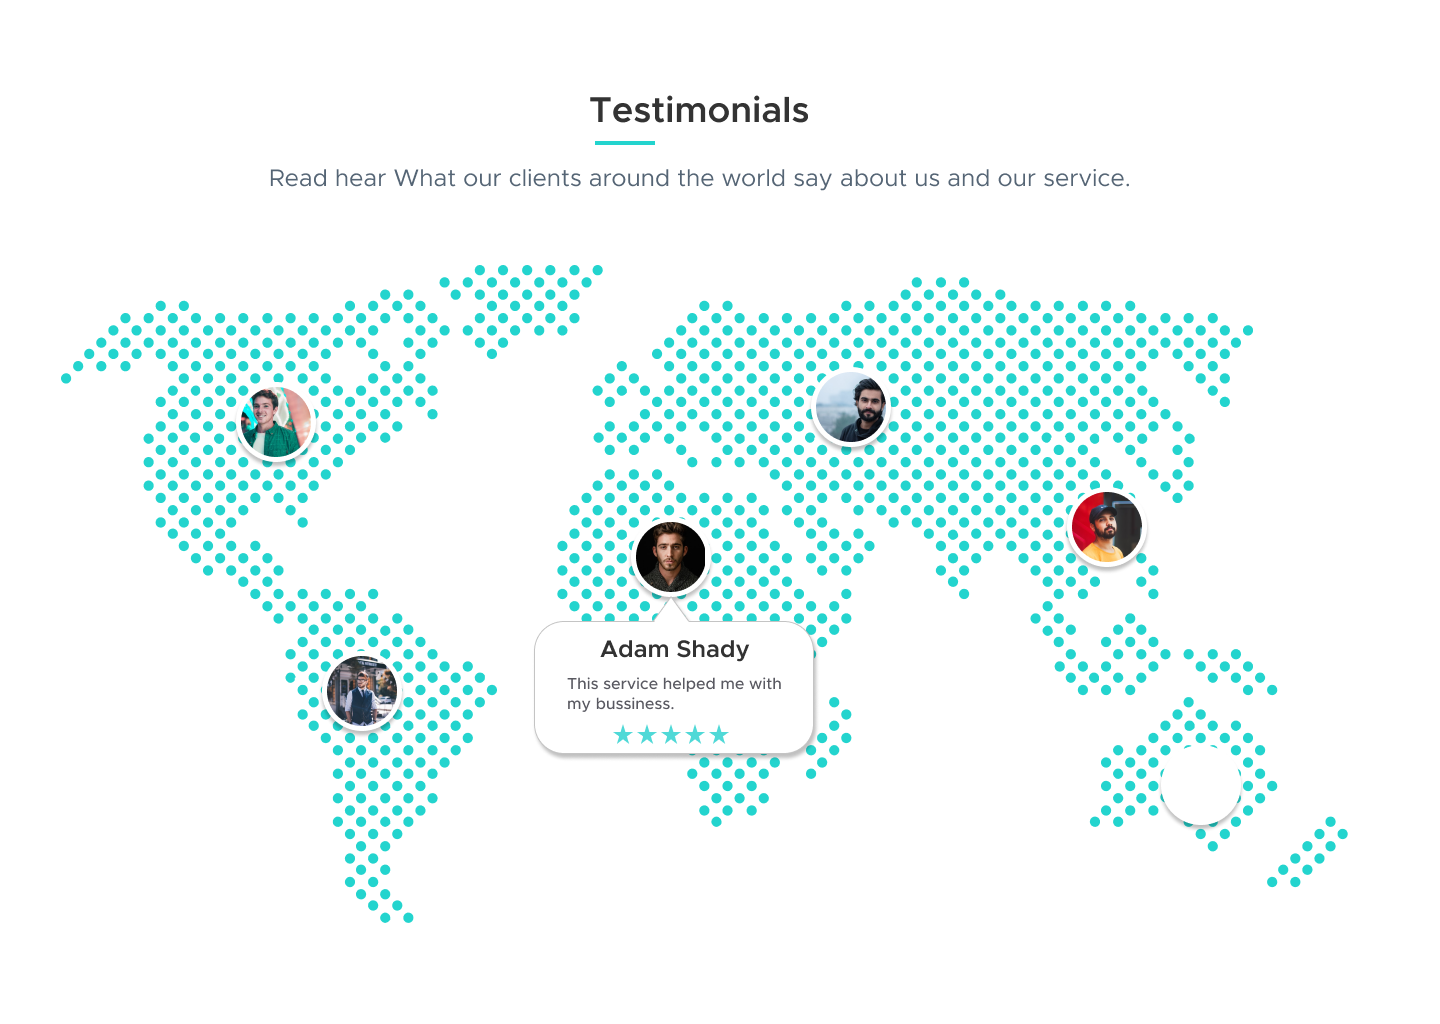 Testimonials
Read hear What our clients around the world say about us and our service.
Adam Shady
This service helped me with
my bussiness.